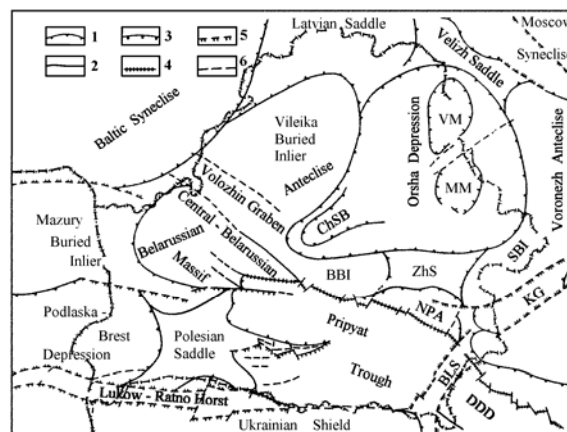 1 3 5
2 4 6
Latvian Saddle
Moscow
Syneclise
Velizh Saddle
Baltic Syneclise
Vileika
Buried
Inlier
Anteclise
Orsha Depression
VM
MM
Voronezh Anteclise
Volozhin Graben
Mazury
Buried
Inlier
Central - Belarussian
Belarussian
Massif
ChSB
BBI
ZhS
SBI
KG
NPA
Podlaska -
Depression
Brest
Polesian
Saddle
Pripyat
Trough
BLS
DDD
Lukow - Ratno Horst
Ukrainian Shield